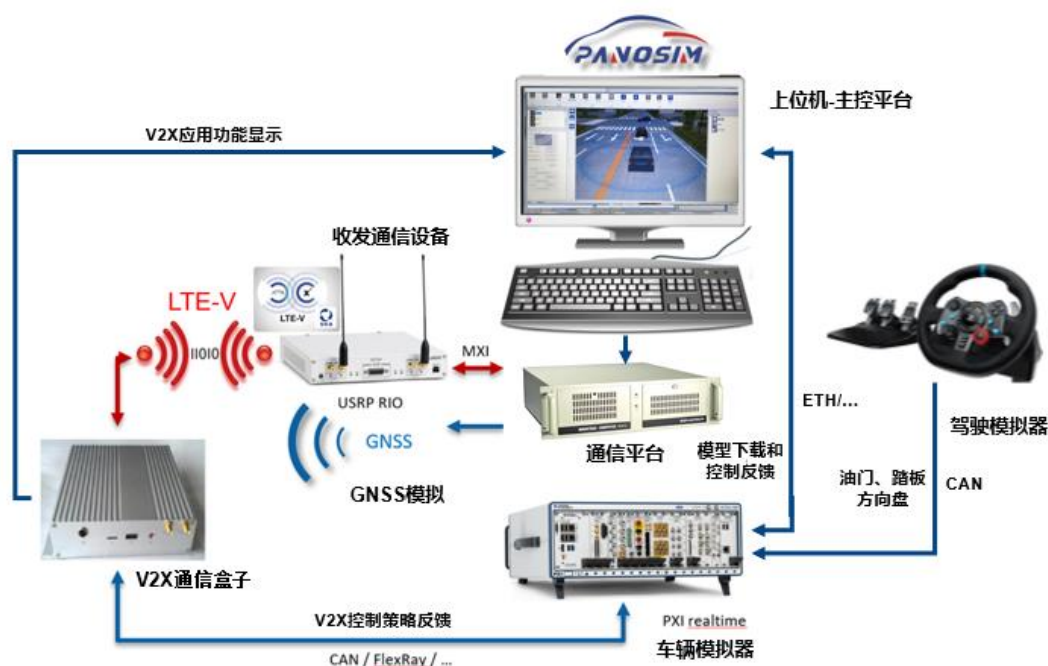 PANOSIM
上位机-主控平台
V2X应用功能显示
收发通信设备
LTE-V
LTE-V
11010
MXI
USRP RIO
GNSS
GNSS模拟
通信平台
模型下载和
控制反馈
ETH/...
驾驶模拟器
油门、踏板
方向盘
CAN
V2X通信盒子
V2X控制策略反馈
CAN / FlexRay / ...
PXI realtime
车辆模拟器